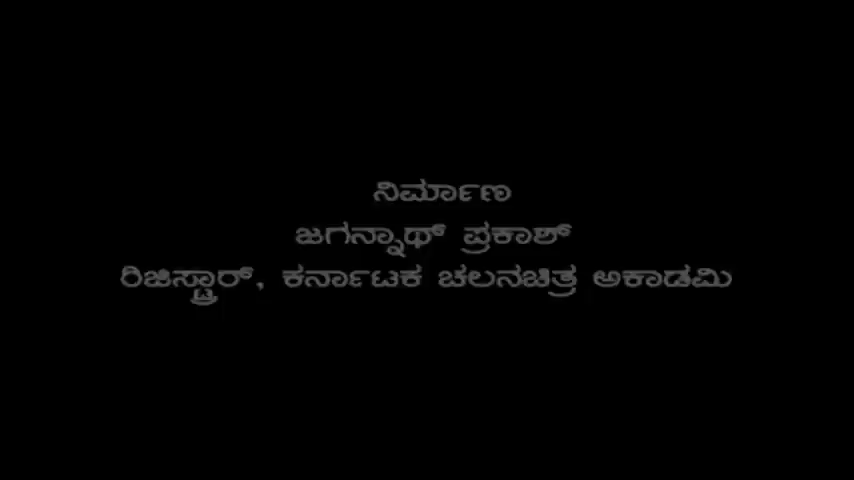 ನಿರ್ಮಾಣ
ಜಗನ್ನಾಥ್ ಪ್ರಕಾಶ್
ರಿಜಿಸ್ಟ್ರಾರ್, ಕರ್ನಾಟಕ ಚಲನಚಿತ್ರ ಅಕಾಡಮಿ